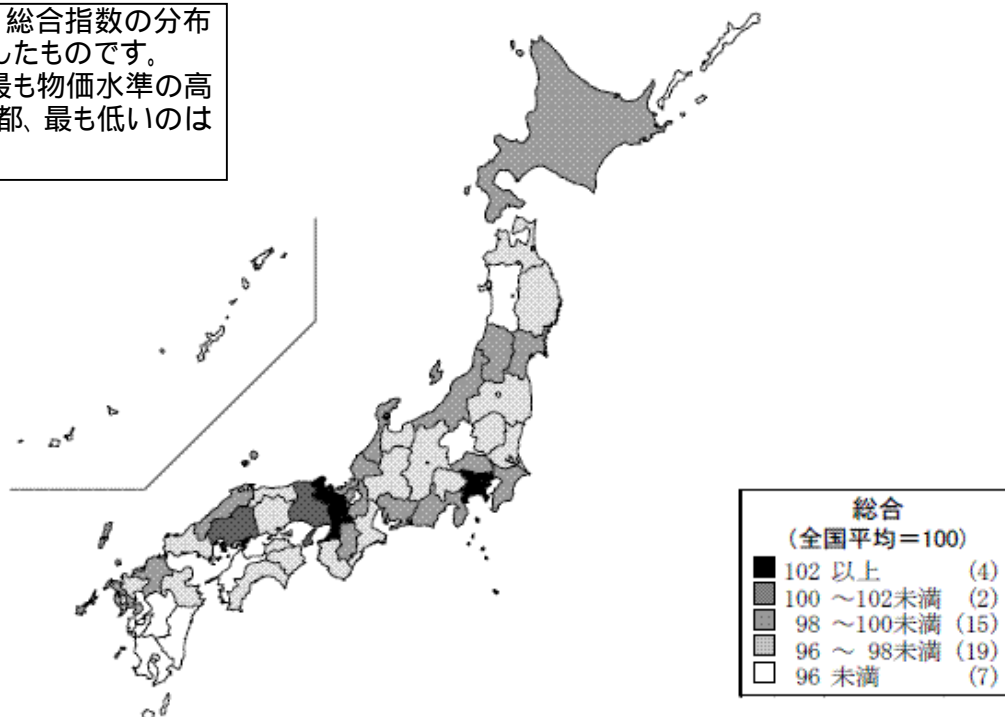 総合指数の分布
したものです。
最も物価水準の高
都、最も低いのは
総合
(全国平均=100)
102 以上 (4)
100 ~102未満 (2)
98 ~100未満 (15)
96 ~ 98未満 (19)
96 未満 (7)